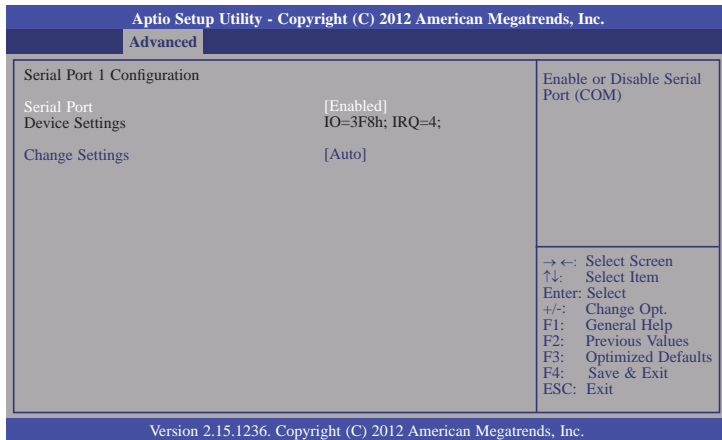 Aptio Setup Utility - Copyright (C) 2012 American Megatrends, Inc.
Advanced
Serial Port 1 Configuration
Serial Port [Enabled]
Device Settings IO=3F8h; IRQ=4;
Change Settings [Auto]
Enable or Disable Serial
Port (COM)
→ ←: Select Screen
↑↓: Select Item
Enter: Select
+/-: Change Opt.
F1: General Help
F2: Previous Values
F3: Optimized Defaults
F4: Save & Exit
ESC: Exit
Version 2.15.1236. Copyright (C) 2012 American Megatrends, Inc.